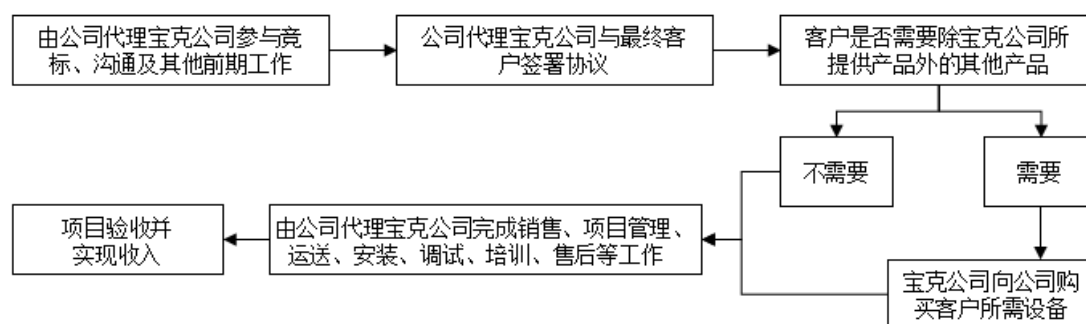 由公司代理宝克公司参与竞
标、沟通及其他前期工作
公司代理宝克公司与最终客
户签署协议
客户是否需要除宝克公司所
提供产品外的其他产品
不需要
需要
项目验收并
实现收入
由公司代理宝克公司完成销售、项目管理、
运送、安装、调试、培训、售后等工作
宝克公司向公司购
买客户所需设备